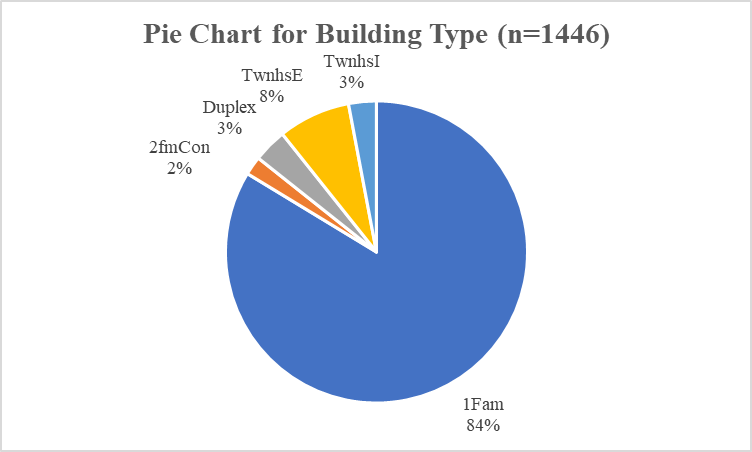 Pie Chart for Building Type (n=1446)
TwnhsI
3%
TwnhsE
8%
Duplex
3%
2fmCon
2%
1Fam
84%